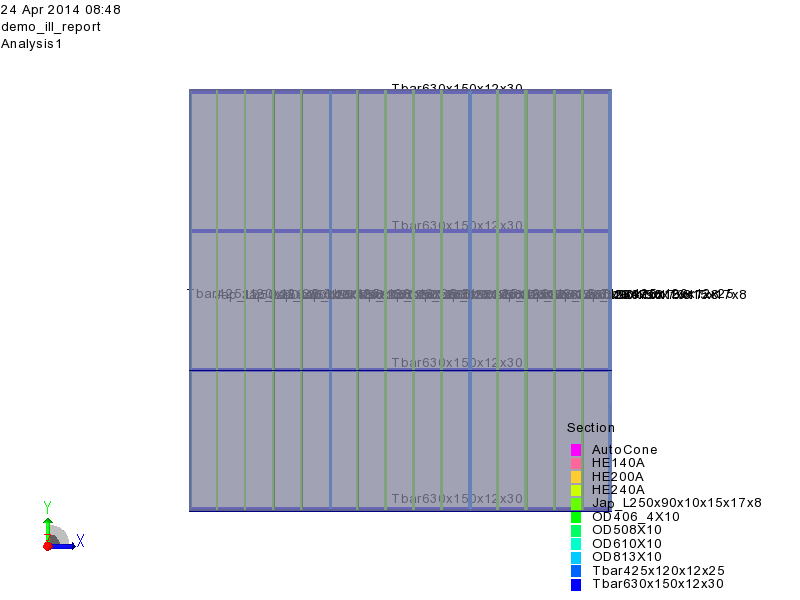 24 Apr 2014 08:48
demo_ill_report
Analysis1
Tbar630x150x12x30
Tbar630x150x12x30
Tbar630x150x12x30
Tbar630x150x12x30
Section
AutoCone
HE140A
HE200A
HE240A
Jap_L250x90x10x15x17x8
OD406_4X10
OD508X10
OD610X10
OD813X10
Tbar425x120x12x25
Tbar630x150x12x30
Y
X